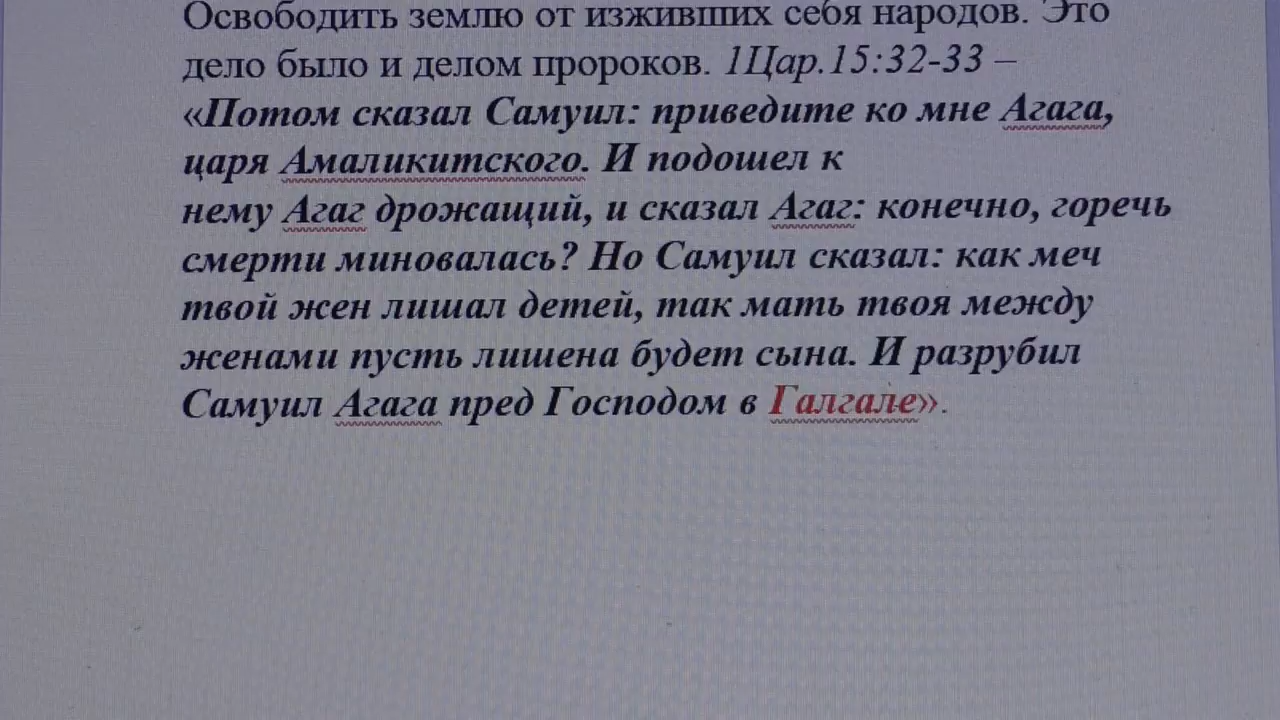 Освободить землю от изживших себя народов. Это
дело было и делом пророков. 1Цар.15:32-33 –
«Потом сказал Самуил: приведите ко мне Агага,
царя Амаликитского. И подошел к
нему Агаг дрожащий, и сказал Агаг: конечно, горечь
смерти миновалась? Но Самуил сказал: как меч
твой жен лишал детей, так мать твоя между
женами пусть лишена будет сына. И разрубил
Самуил Агага пред Господом в Галгале».